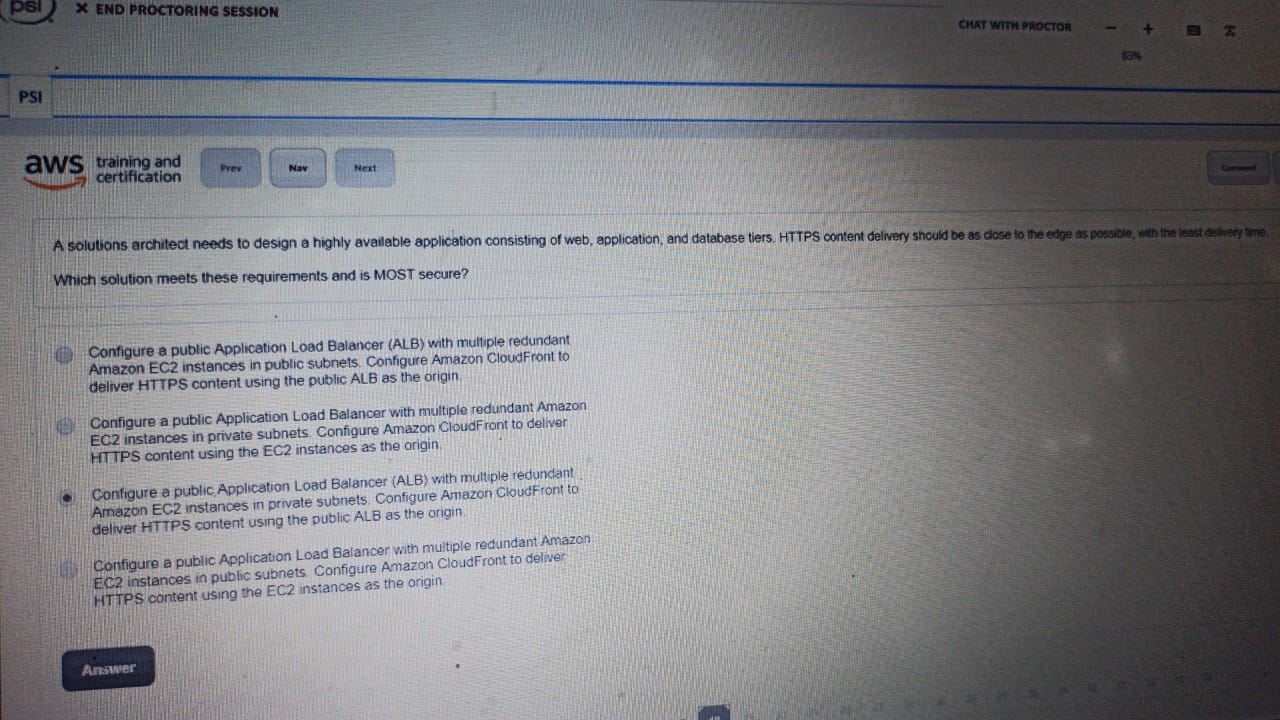 psi
X END PROCTORING SESSION
CHAT WITH PROCTOR
− +
83%
PSI
aws training and
certification
Prev
Nav
Next
Comment
A solutions architect needs to design a highly available application consisting of web, application, and database tiers. HTTPS content delivery should be as close to the edge as possible, with the least delivery time.
Which solution meets these requirements and is MOST secure?
Configure a public Application Load Balancer (ALB) with multiple redundant
Amazon EC2 instances in public subnets. Configure Amazon CloudFront to
deliver HTTPS content using the public ALB as the origin.
Configure a public Application Load Balancer with multiple redundant Amazon
EC2 instances in private subnets. Configure Amazon CloudFront to deliver
HTTPS content using the EC2 instances as the origin.
Configure a public Application Load Balancer (ALB) with multiple redundant
Amazon EC2 instances in private subnets. Configure Amazon CloudFront to
deliver HTTPS content using the public ALB as the origin.
Configure a public Application Load Balancer with multiple redundant Amazon
EC2 instances in public subnets. Configure Amazon CloudFront to deliver
HTTPS content using the EC2 instances as the origin.
Answer